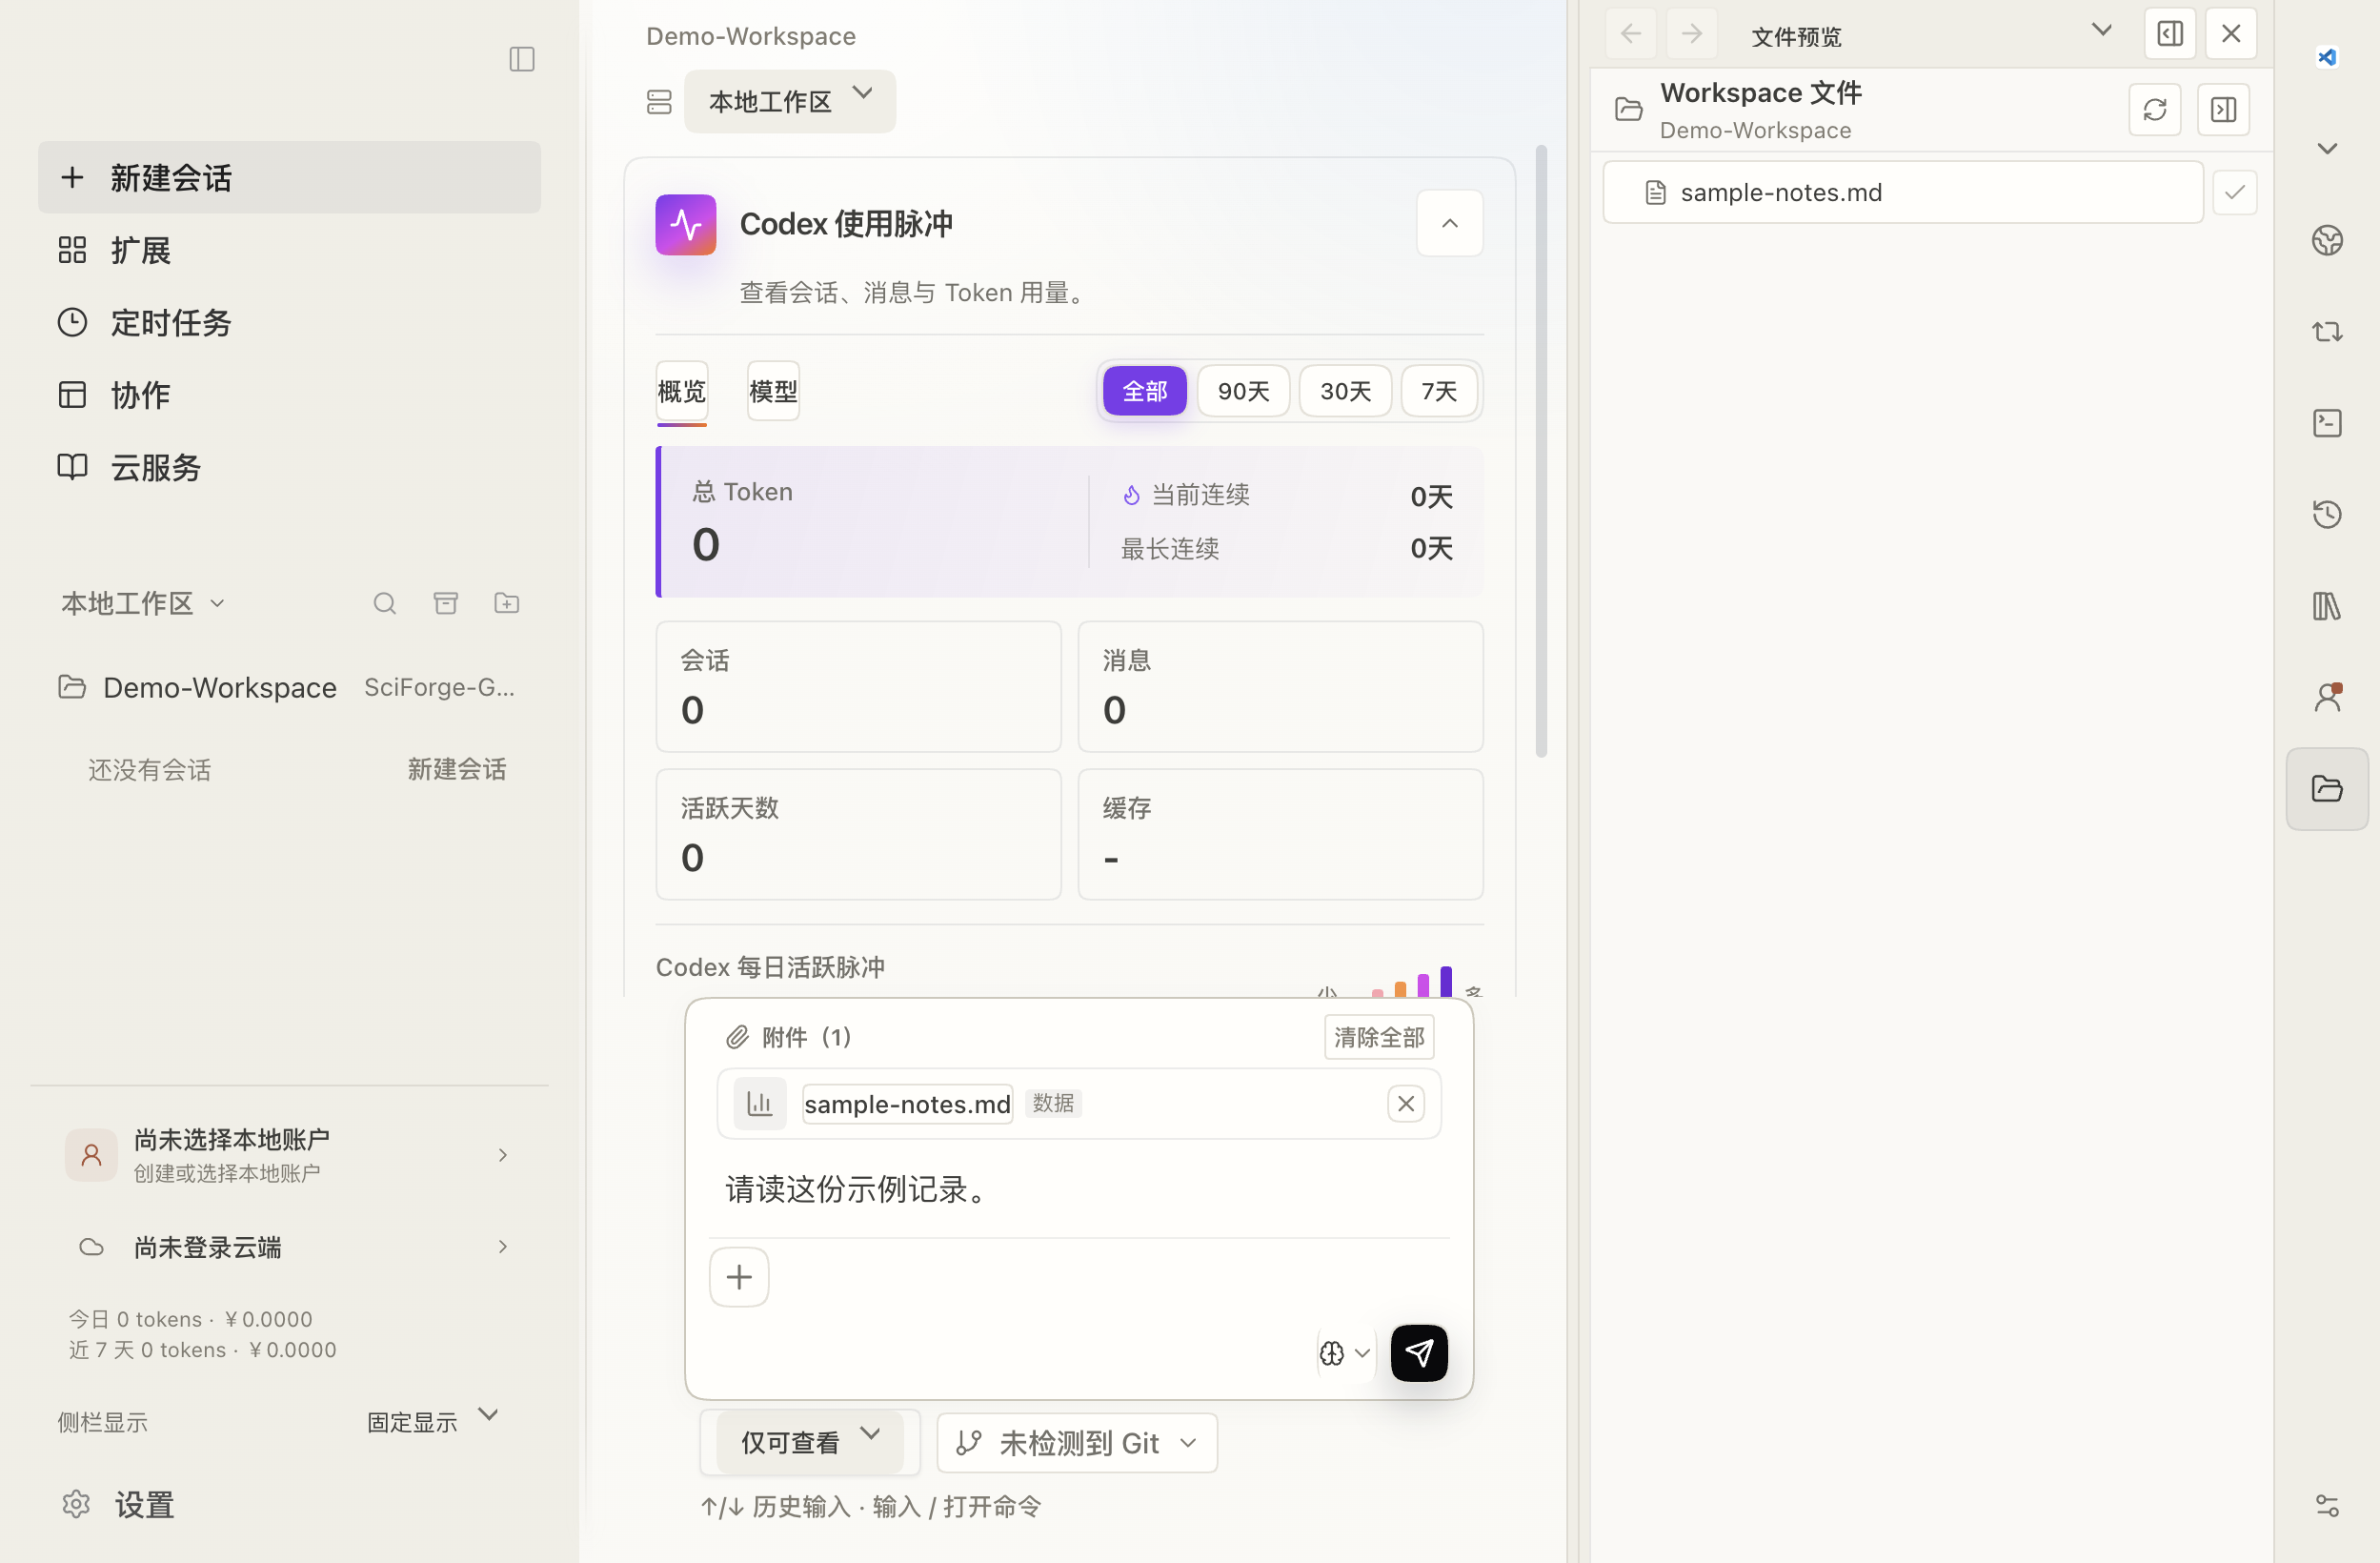 新建会话
扩展
定时任务
协作
云服务
本地工作区
Demo-Workspace SciForge-G...
还没有会话 新建会话
尚未选择本地账户
创建或选择本地账户
尚未登录云端
今日 0 tokens · ¥0.0000
近 7 天 0 tokens · ¥0.0000
侧栏显示 固定显示
设置
Demo-Workspace
本地工作区
Codex 使用脉冲
查看会话、消息与 Token 用量。
概览 模型 全部 90天 30天 7天
总 Token
0
当前连续 0天
最长连续 0天
会话
0
消息
0
活跃天数
0
缓存
-
Codex 每日活跃脉冲
少 多
附件（1） 清除全部
sample-notes.md 数据
请读这份示例记录。
仅可查看 未检测到 Git
↑/↓ 历史输入 · 输入 / 打开命令
文件预览
Workspace 文件
Demo-Workspace
sample-notes.md